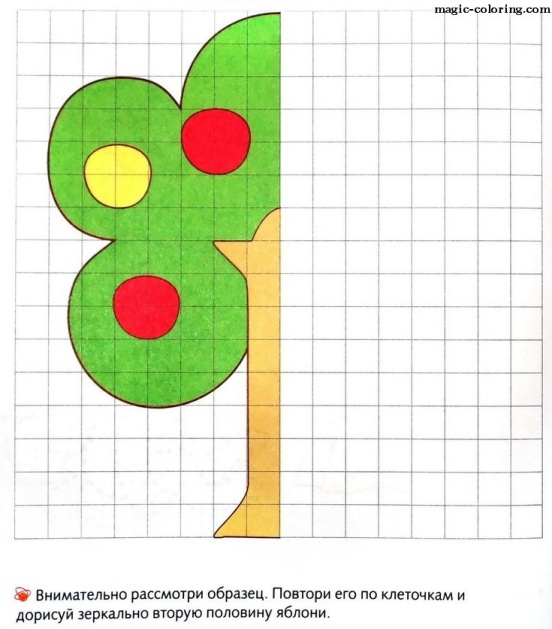 magic-coloring.com
Внимательно рассмотри образец. Повтори его по клеточкам и
дорисуй зеркально вторую половину яблони.